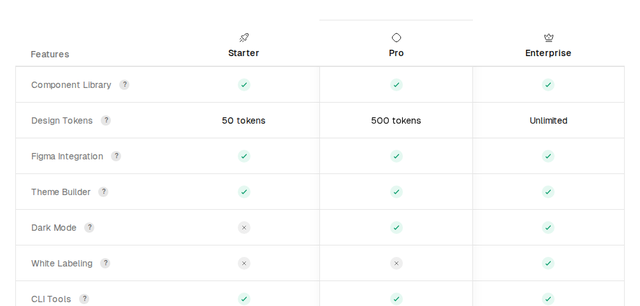 Starter Pro Enterprise
Features
Component Library ?
Design Tokens ? 50 tokens 500 tokens Unlimited
Figma Integration ?
Theme Builder ?
Dark Mode ?
White Labeling ?
CLI Tools ?